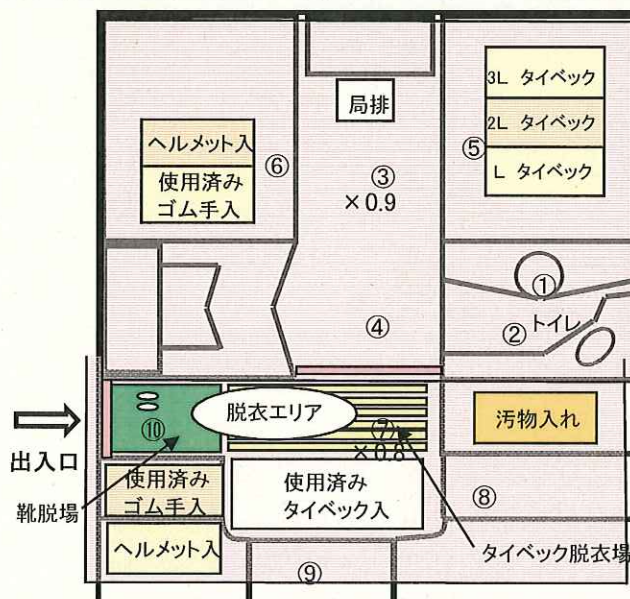 3L タイベック
局排
2L タイベック
ヘルメット入
⑤
⑥
③
L タイベック
使用済み
ゴム手入
×0.9
①
④
②
トイレ
脱衣エリア
⑩
⑦
汚物入れ
×0.8
出入口
使用済み
ゴム手入
使用済み
タイベック入
⑧
靴脱場
ヘルメット入
タイベック脱衣場
⑨